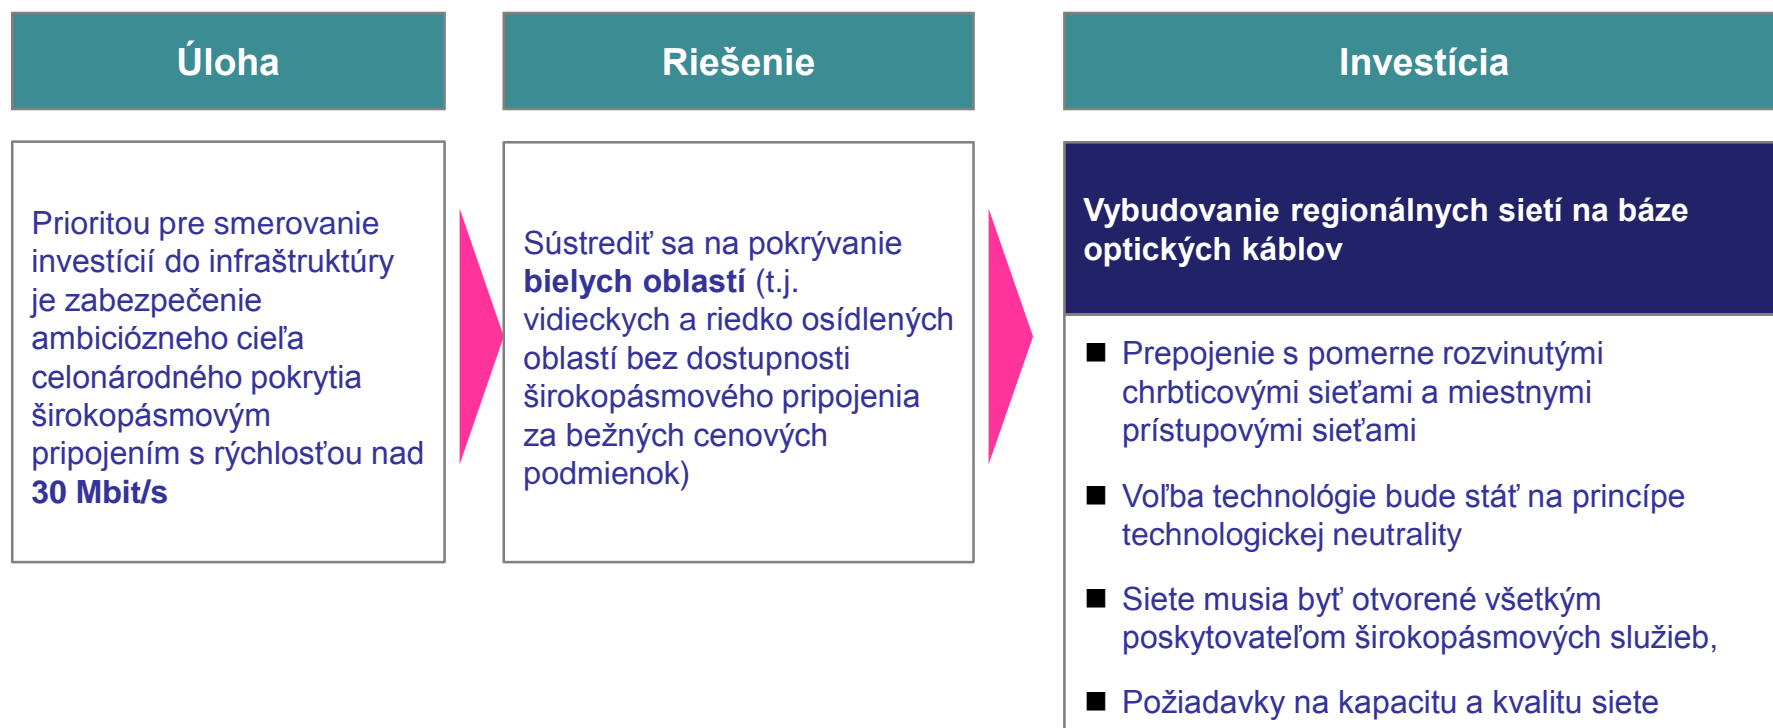 Úloha
Riešenie
Investícia
Prioritou pre smerovanie
investícií do infraštruktúry
je zabezpečenie
ambiciózneho cieľa
celonárodného pokrytia
širokopásmovým
pripojením s rýchlosťou nad
30 Mbit/s
Sústrediť sa na pokrývanie
bielych oblastí (t.j.
vidieckych a riedko osídlených
oblastí bez dostupnosti
širokopásmového pripojenia
za bežných cenových
podmienok)
Vybudovanie regionálnych sietí na báze
optických káblov
Prepojenie s pomerne rozvinutými
chrbticovými sieťami a miestnymi
prístupovými sieťami
Voľba technológie bude stáť na princípe
technologickej neutrality
Siete musia byť otvorené všetkým
poskytovateľom širokopásmových služieb,
Požiadavky na kapacitu a kvalitu siete